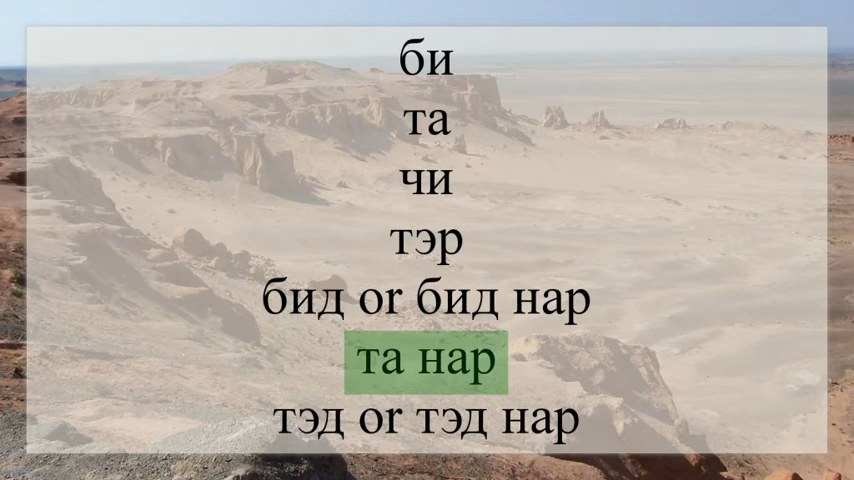 би
та
чи
тэр
бид or бид нар
та нар
тэд or тэд нар